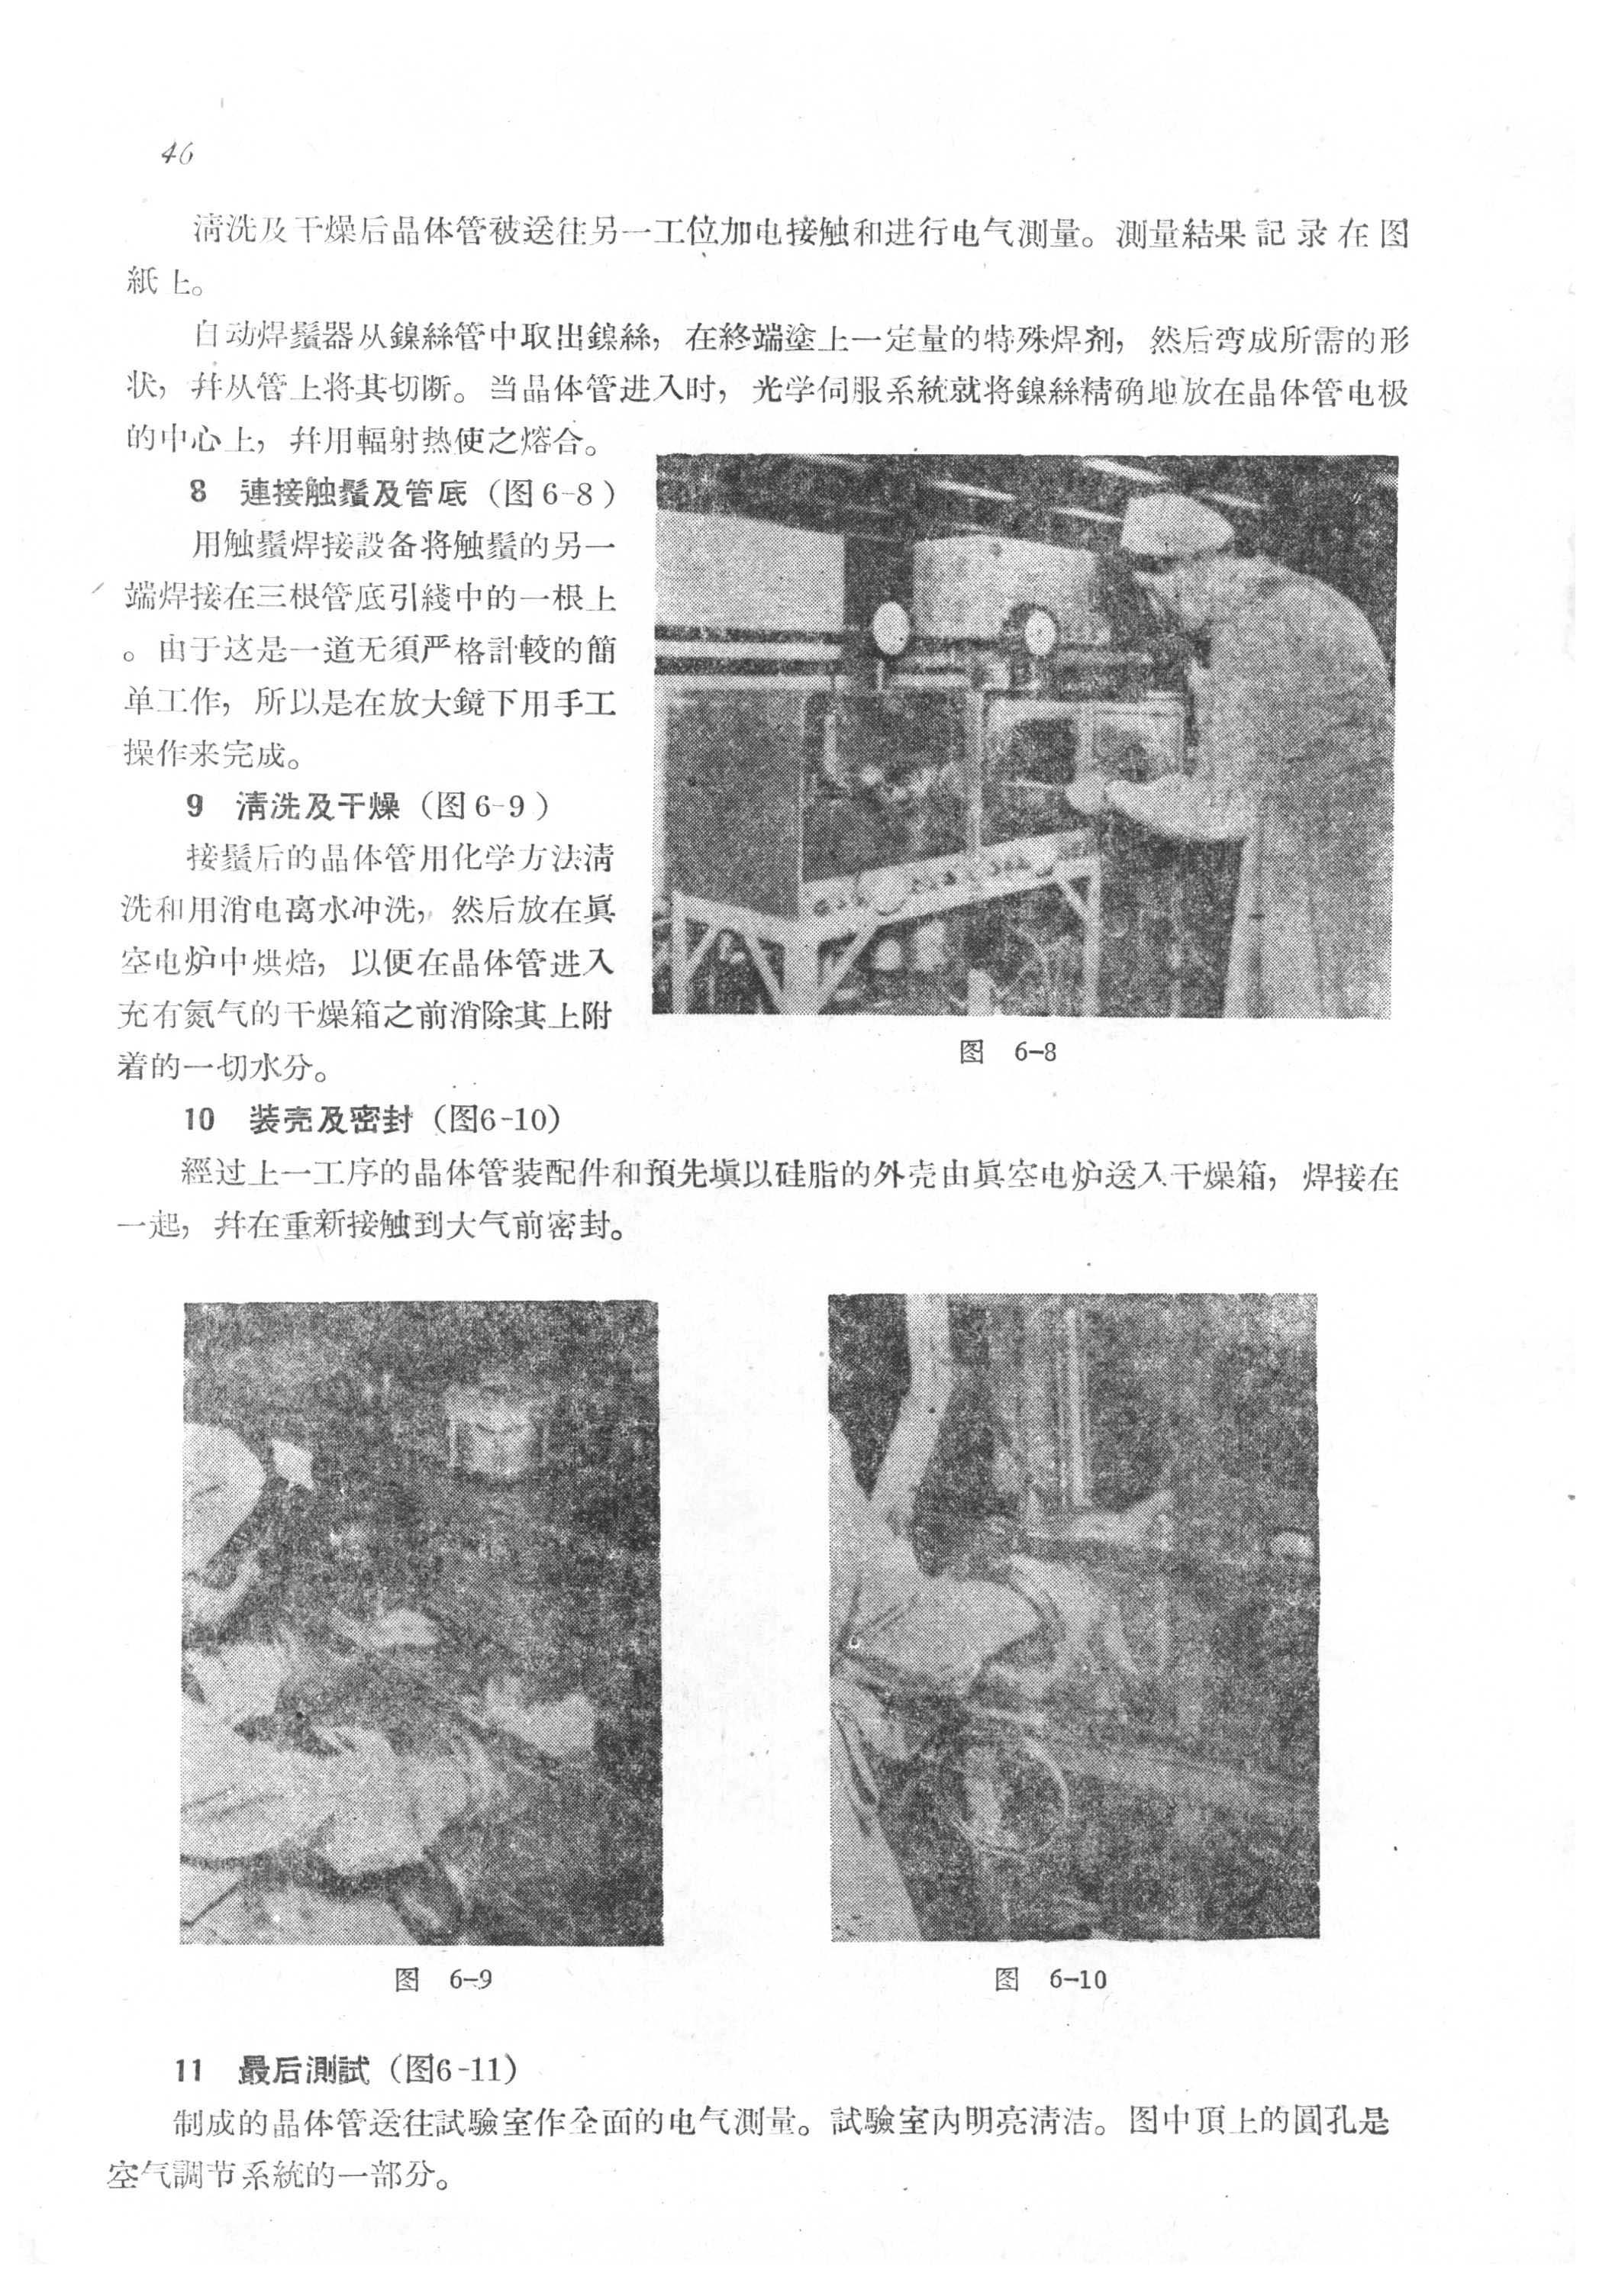 46
清洗及干燥后晶体管被送往另一工位加电接触和进行电气測量。測量結果記录在图
紙上。
自动焊鬚器从鎳絲管中取出鎳絲，在終端塗上一定量的特殊焊剂，然后弯成所需的形
状，幷从管上将其切断。当晶体管进入时，光学伺服系統就将鎳絲精确地放在晶体管电极
的中心上，幷用輻射热使之熔合。
8 連接触鬚及管底（图6-8）
用触鬚焊接設备将触鬚的另一
端焊接在三根管底引綫中的一根上
。由于这是一道无須严格計較的簡
单工作，所以是在放大鏡下用手工
操作来完成。
9 清洗及干燥（图6-9）
接鬚后的晶体管用化学方法清
洗和用消电离水冲洗，然后放在眞
空电炉中烘焙，以便在晶体管进入
充有氮气的干燥箱之前消除其上附
着的一切水分。
图 6-8
10 装壳及密封（图6-10）
經过上一工序的晶体管装配件和預先塡以硅脂的外壳由眞空电炉送入干燥箱，焊接在
一起，幷在重新接触到大气前密封。
图 6-9
图 6-10
11 最后測試（图6-11）
制成的晶体管送往試驗室作全面的电气測量。試驗室內明亮清洁。图中頂上的圓孔是
空气調节系統的一部分。